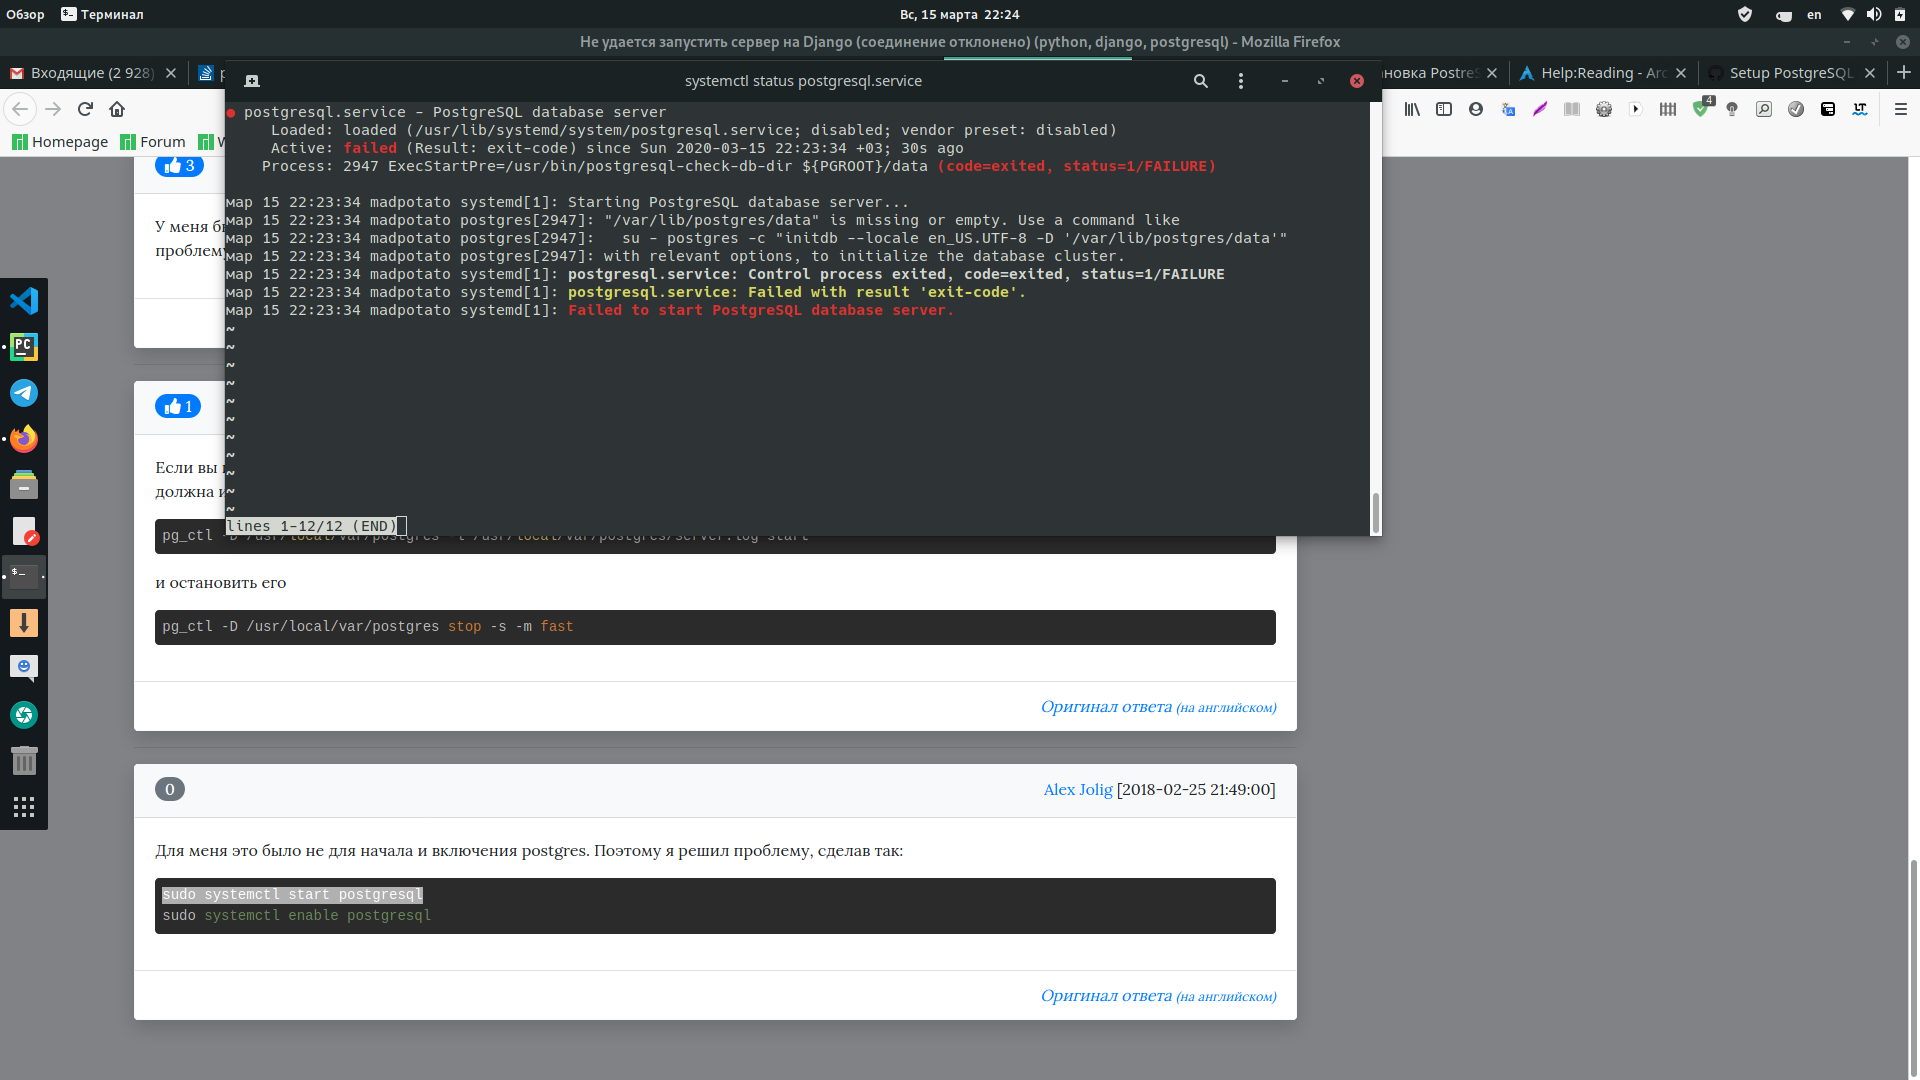 Обзор
Терминал
Вс, 15 марта 22:24
en
Не удается запустить сервер на Django (соединение отклонено) (python, django, postgresql) - Mozilla Firefox
Входящие (2 928)
systemctl status postgresql.service
Help:Reading - Arc
Setup PostgreSQL
4
Homepage
Forum
postgresql.service - PostgreSQL database server
Loaded: loaded (/usr/lib/systemd/system/postgresql.service; disabled; vendor preset: disabled)
Active: failed (Result: exit-code) since Sun 2020-03-15 22:23:34 +03; 30s ago
Process: 2947 ExecStartPre=/usr/bin/postgresql-check-db-dir ${PGROOT}/data (code=exited, status=1/FAILURE)
мар 15 22:23:34 madpotato systemd[1]: Starting PostgreSQL database server...
мар 15 22:23:34 madpotato postgres[2947]: "/var/lib/postgres/data" is missing or empty. Use a command like
мар 15 22:23:34 madpotato postgres[2947]:   su - postgres -c "initdb --locale en_US.UTF-8 -D '/var/lib/postgres/data'"
мар 15 22:23:34 madpotato postgres[2947]: with relevant options, to initialize the database cluster.
мар 15 22:23:34 madpotato systemd[1]: postgresql.service: Control process exited, code=exited, status=1/FAILURE
мар 15 22:23:34 madpotato systemd[1]: postgresql.service: Failed with result 'exit-code'.
мар 15 22:23:34 madpotato systemd[1]: Failed to start PostgreSQL database server.
~
~
~
~
~
~
~
~
~
~
~
lines 1-12/12 (END)
3
У меня
1
Если вы
должна
pg_ctl -D /usr/local/var/postgres -l /usr/local/var/postgres/server.log start
и остановить его
pg_ctl -D /usr/local/var/postgres stop -s -m fast
Оригинал ответа (на английском)
0
Alex Jolig [2018-02-25 21:49:00]
Для меня это было не для начала и включения postgres. Поэтому я решил проблему, сделав так:
sudo systemctl start postgresql
sudo systemctl enable postgresql
Оригинал ответа (на английском)